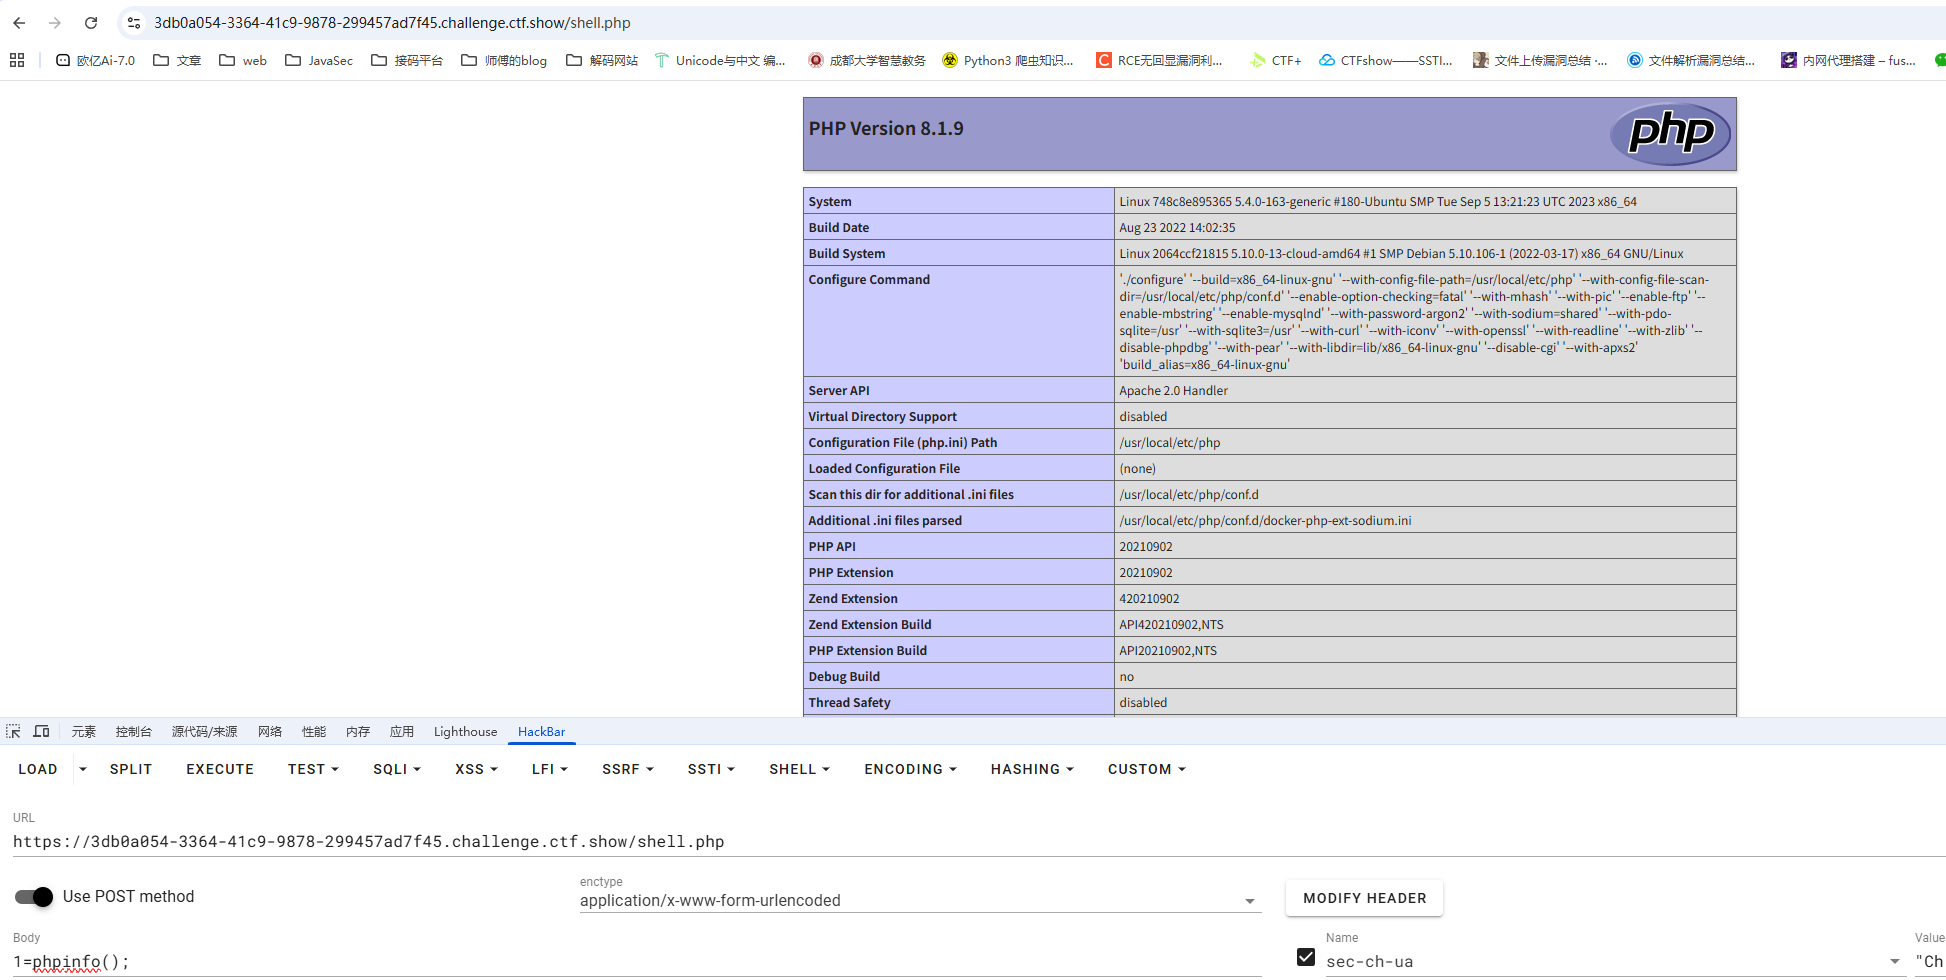 3db0a054-3364-41c9-9878-299457ad7f45.challenge.ctf.show/shell.php
欧亿Ai-7.0 文章 web JavaSec 接码平台 师傅的blog 解码网站 Unicode与中文 编... 成都大学智慧教务 Python3 爬虫知识... RCE无回显漏洞利... CTF+ CTFshow——SSTI... 文件上传漏洞总结 ·... 文件解析漏洞总结... 内网代理搭建 – fus...
PHP Version 8.1.9
php
System Linux 748c8e895365 5.4.0-163-generic #180-Ubuntu SMP Tue Sep 5 13:21:23 UTC 2023 x86_64
Build Date Aug 23 2022 14:02:35
Build System Linux 2064ccf21815 5.10.0-13-cloud-amd64 #1 SMP Debian 5.10.106-1 (2022-03-17) x86_64 GNU/Linux
Configure Command './configure' '--build=x86_64-linux-gnu' '--with-config-file-path=/usr/local/etc/php' '--with-config-file-scan-
dir=/usr/local/etc/php/conf.d' '--enable-option-checking=fatal' '--with-mhash' '--with-pic' '--enable-ftp' '--
enable-mbstring' '--enable-mysqlnd' '--with-password-argon2' '--with-sodium=shared' '--with-pdo-
sqlite=/usr' '--with-sqlite3=/usr' '--with-curl' '--with-iconv' '--with-openssl' '--with-readline' '--with-zlib' '--
disable-phpdbg' '--with-pear' '--with-libdir=lib/x86_64-linux-gnu' '--disable-cgi' '--with-apxs2'
'build_alias=x86_64-linux-gnu'
Server API Apache 2.0 Handler
Virtual Directory Support disabled
Configuration File (php.ini) Path /usr/local/etc/php
Loaded Configuration File (none)
Scan this dir for additional .ini files /usr/local/etc/php/conf.d
Additional .ini files parsed /usr/local/etc/php/conf.d/docker-php-ext-sodium.ini
PHP API 20210902
PHP Extension 20210902
Zend Extension 420210902
Zend Extension Build API420210902,NTS
PHP Extension Build API20210902,NTS
Debug Build no
Thread Safety disabled
元素 控制台 源代码/来源 网络 性能 内存 应用 Lighthouse HackBar
LOAD SPLIT EXECUTE TEST SQLI XSS LFI SSRF SSTI SHELL ENCODING HASHING CUSTOM
URL
https://3db0a054-3364-41c9-9878-299457ad7f45.challenge.ctf.show/shell.php
Use POST method
enctype
application/x-www-form-urlencoded
MODIFY HEADER
Body
1=phpinfo();
Name Value
sec-ch-ua "Ch